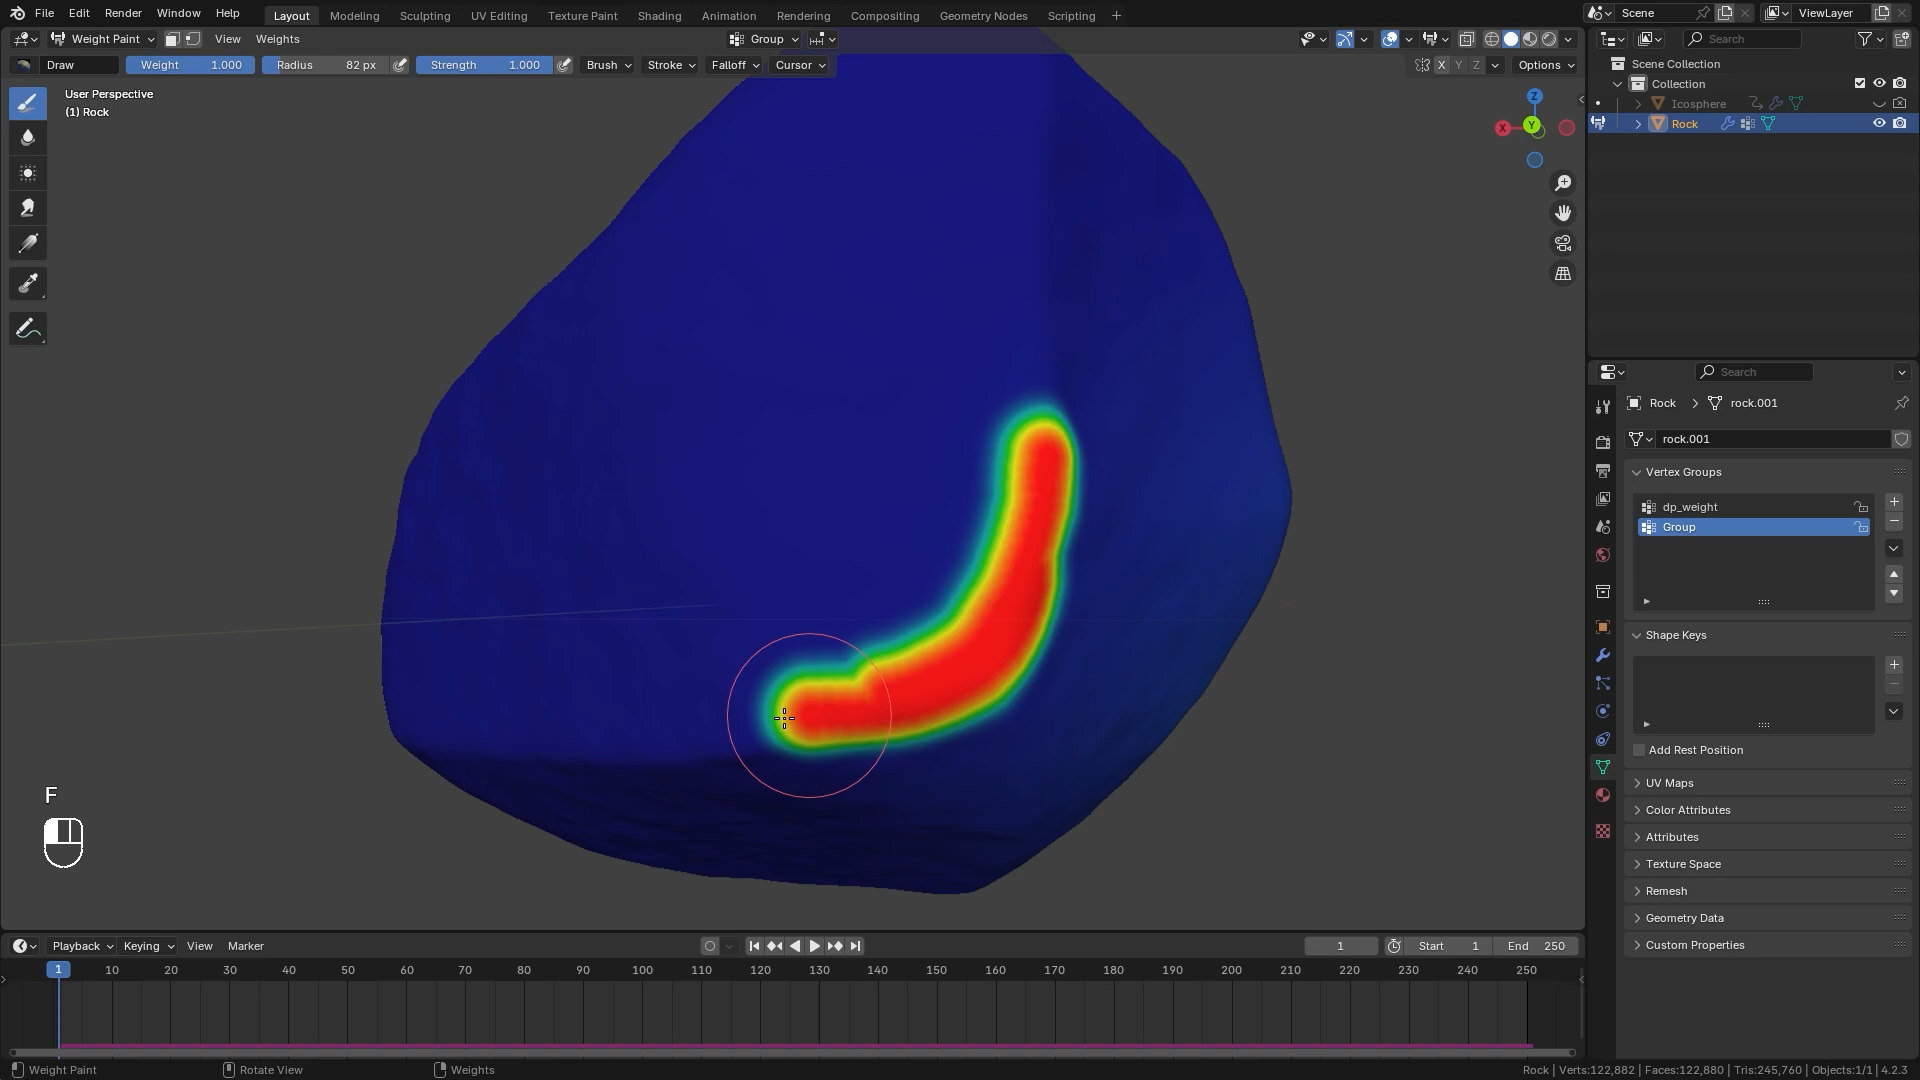 File Edit Render Window Help Layout Modeling Sculpting UV Editing Texture Paint Shading Animation Rendering Compositing Geometry Nodes Scripting + Scene ViewLayer
Weight Paint View Weights Group Search
Draw Weight 1.000 Radius 82 px Strength 1.000 Brush Stroke Falloff Cursor X Y Z Options
Scene Collection
Collection
Icosphere
Rock
User Perspective
(1) Rock
Z
X
Y
Search
Rock > rock.001
rock.001
Vertex Groups
dp_weight
Group
Shape Keys
Add Rest Position
UV Maps
Color Attributes
Attributes
Texture Space
Remesh
Geometry Data
Custom Properties
F
Playback Keying View Marker 1 Start 1 End 250
1 10 20 30 40 50 60 70 80 90 100 110 120 130 140 150 160 170 180 190 200 210 220 230 240 250
Weight Paint Rotate View Weights Rock | Verts:122,882 | Faces:122,880 | Tris:245,760 | Objects:1/1 | 4.2.3